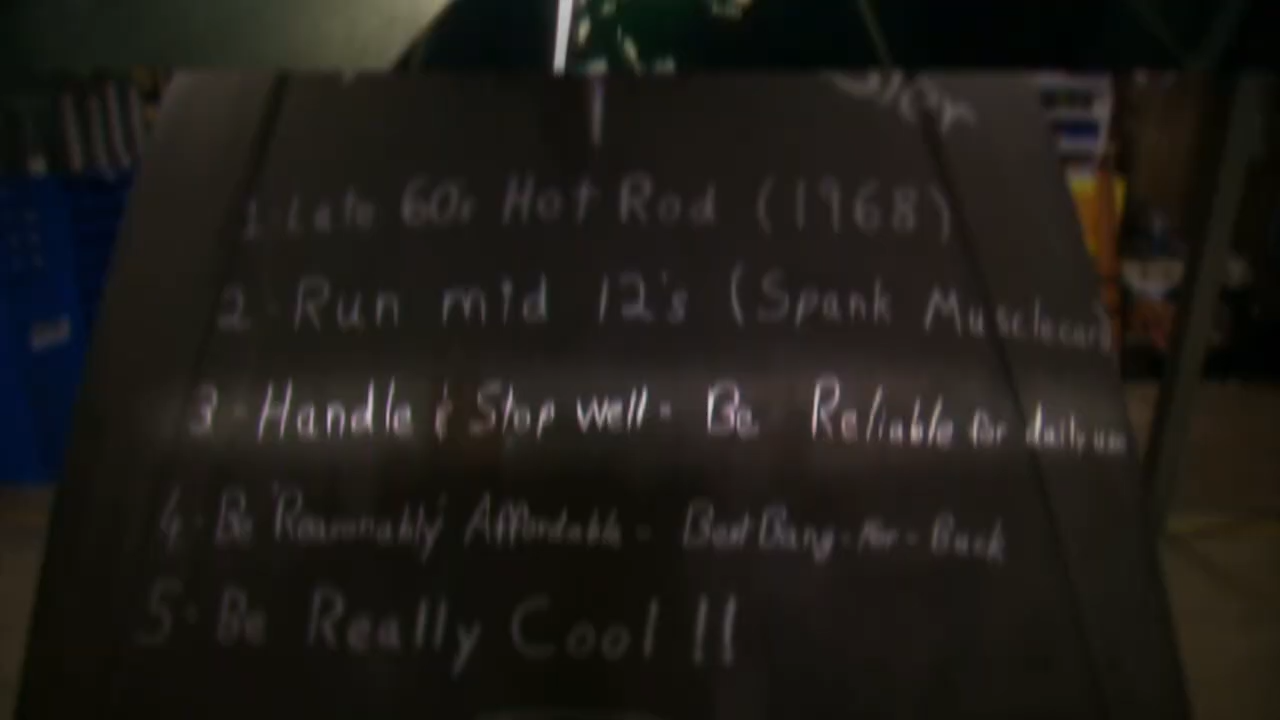 1-Late 60s Hot Rod (1968)
2-Run mid 12's (Spank Musclecars)
3-Handle & Stop well - Be Reliable for daily use
4-Be 'Reasonably' Affordable - Best Bang-for-Buck
5-Be Really Cool !!